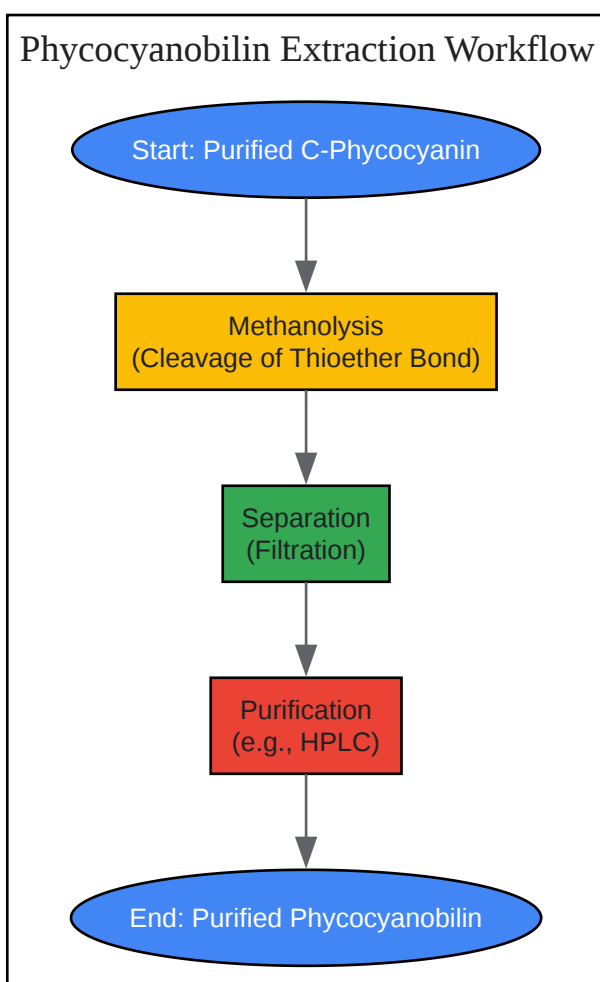 Phycocyanobilin Extraction Workflow
Start: Purified C-Phycocyanin
Methanolysis
(Cleavage of Thioether Bond)
Separation
(Filtration)
Purification
(e.g., HPLC)
End: Purified Phycocyanobilin